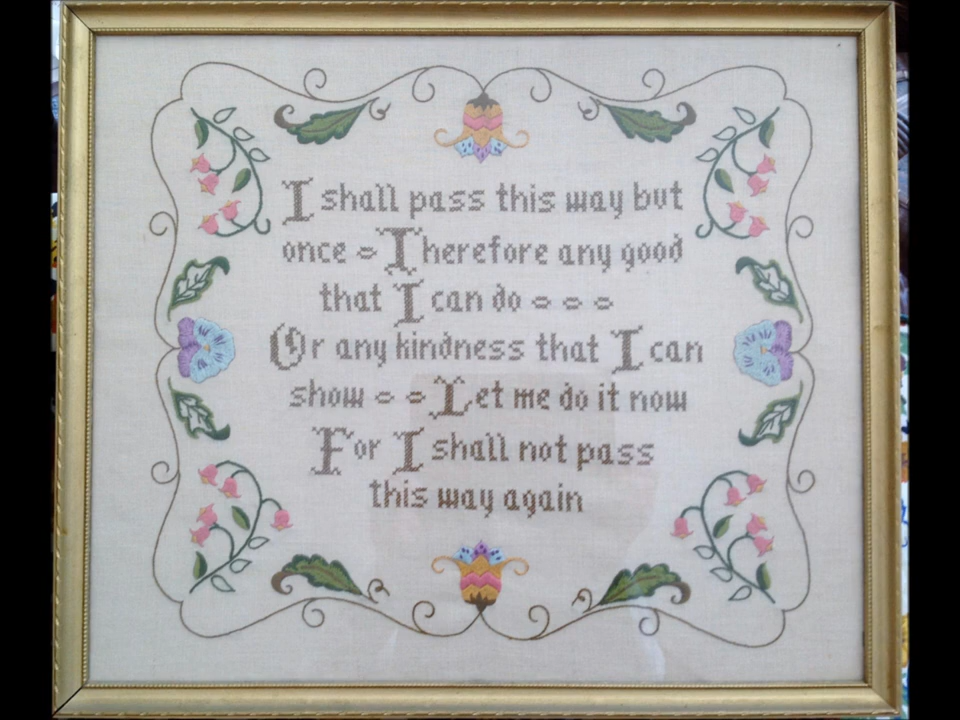 I shall pass this way but
once - Therefore any good
that I can do - - -
Or any kindness that I can
show - - Let me do it now
For I shall not pass
this way again